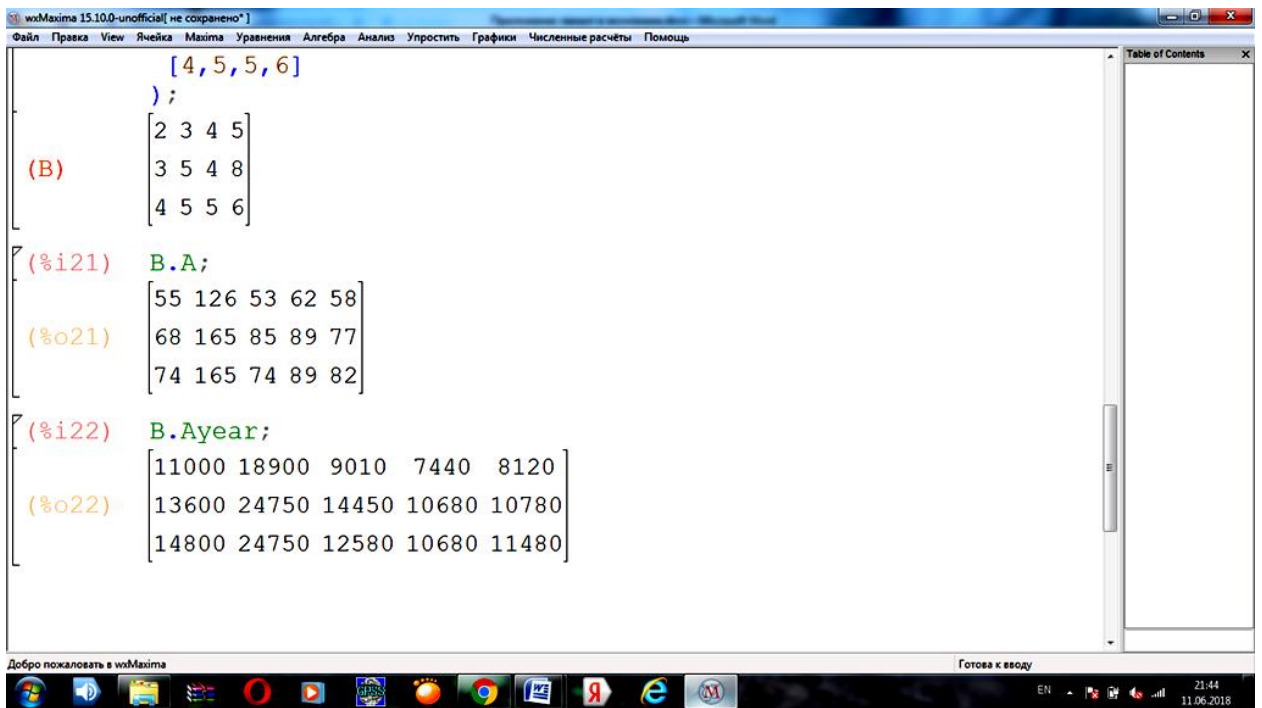 wxMaxima 15.10.0-unofficial[ не сохранено* ]
Файл Правка View Ячейка Maxima Уравнения Алгебра Анализ Упростить Графики Численные расчёты Помощь
Table of Contents
[4,5,5,6]
);
(B)
2 3 4 5
3 5 4 8
4 5 5 6
(%i21) B.A;
(%o21)
55 126 53 62 58
68 165 85 89 77
74 165 74 89 82
(%i22) B.Ayear;
(%o22)
11000 18900 9010 7440 8120
13600 24750 14450 10680 10780
14800 24750 12580 10680 11480
Добро пожаловать в wxMaxima
Готова к вводу
GPSS
Я
M
EN
21:44
11.06.2018